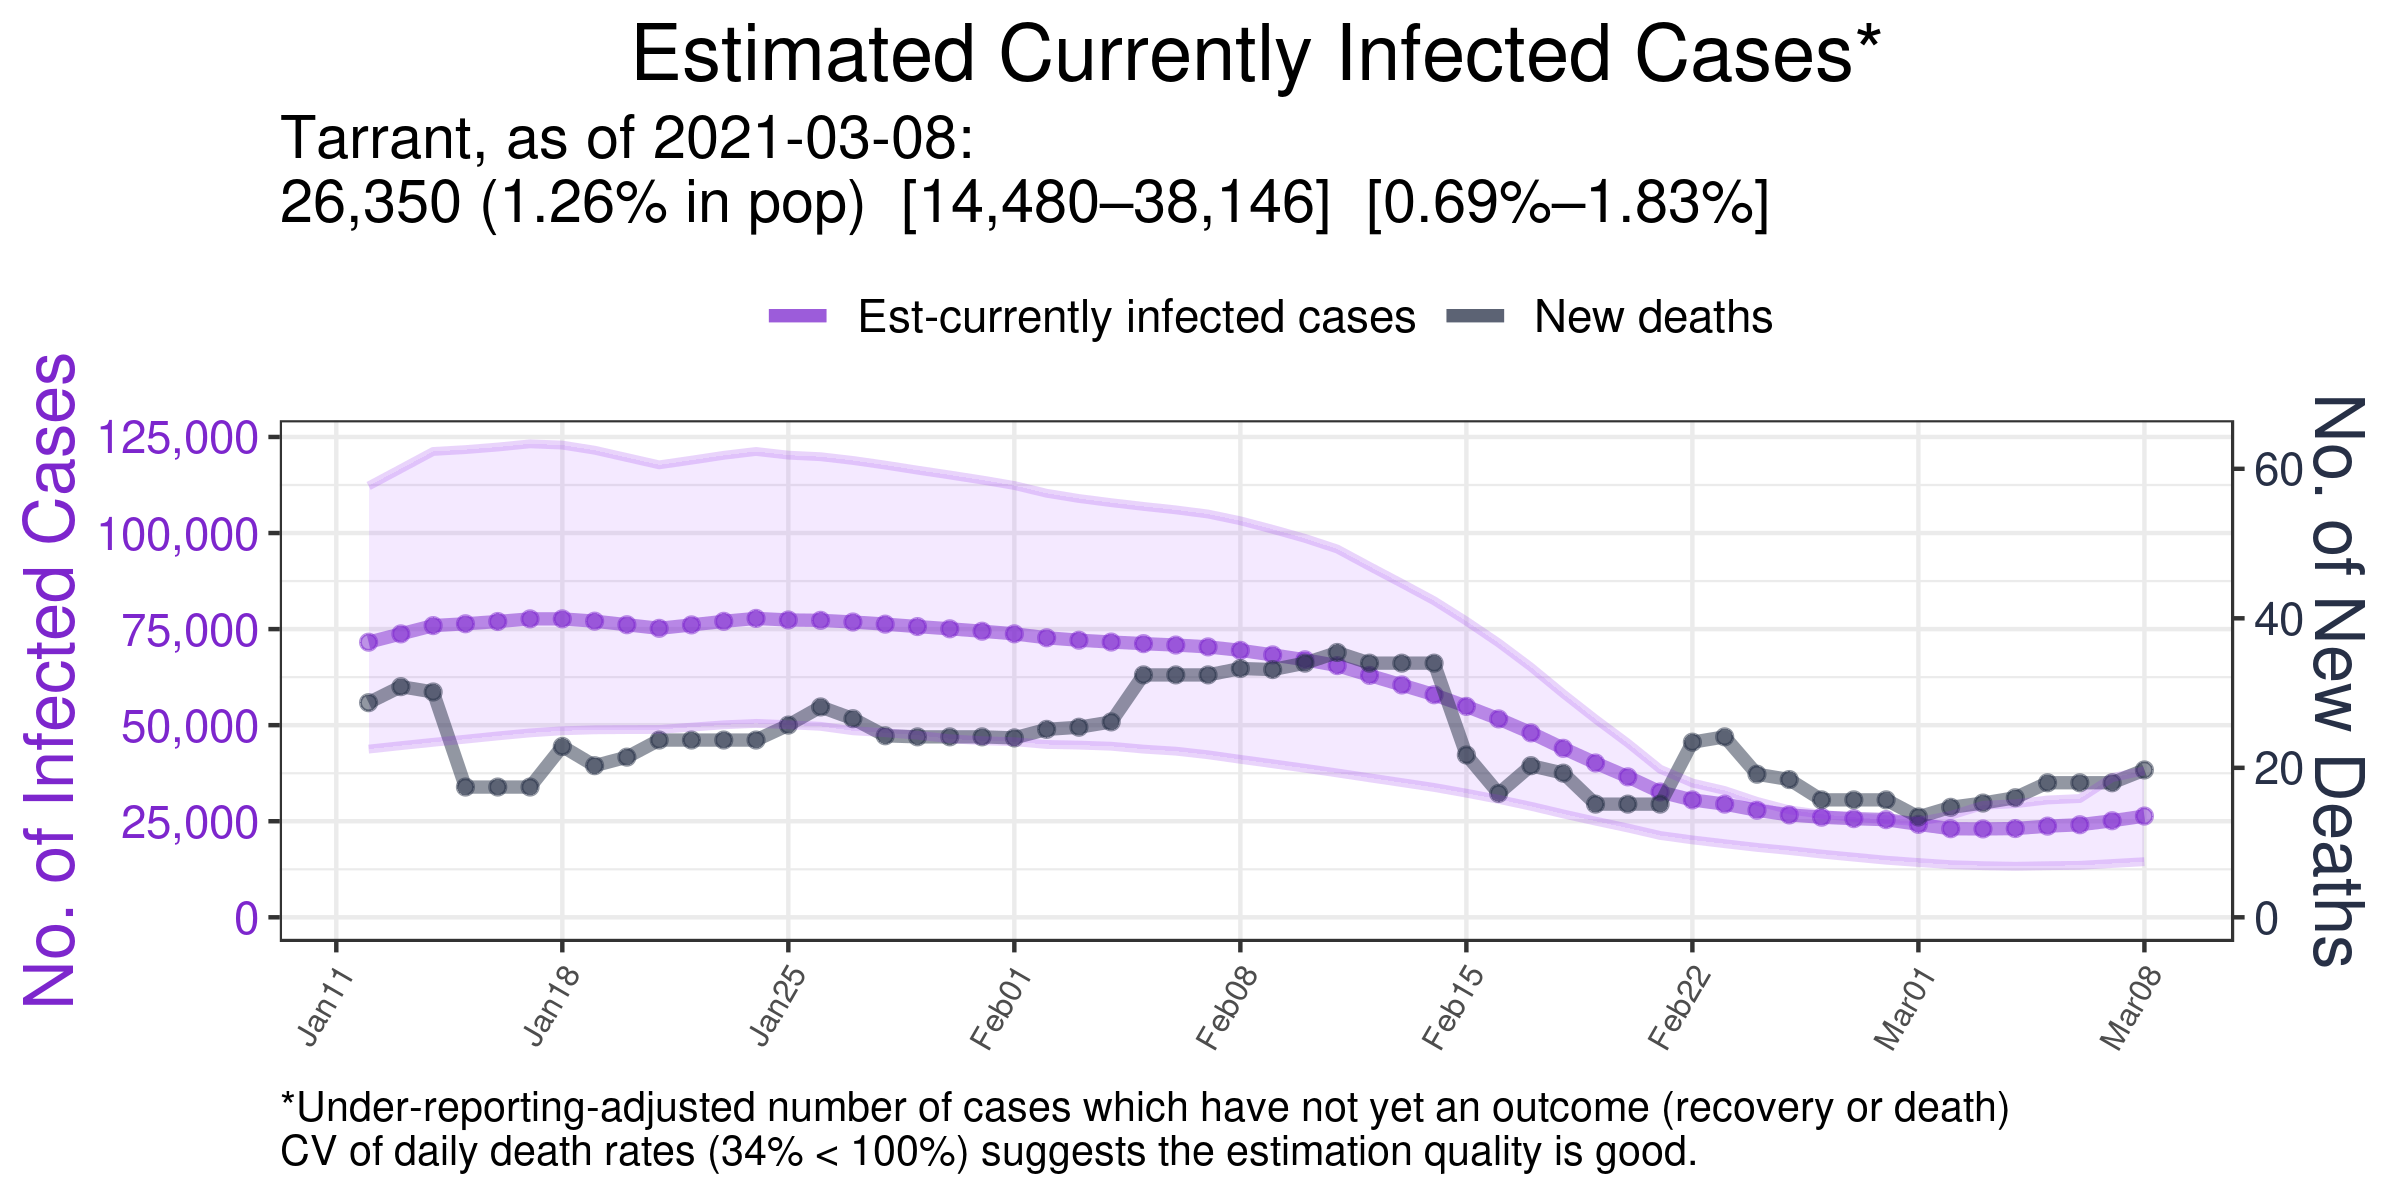 Estimated Currently Infected Cases*
Tarrant, as of 2021-03-08:
26,350 (1.26% in pop)  [14,480–38,146]  [0.69%–1.83%]
Est-currently infected cases
New deaths
No. of Infected Cases
125,000
100,000
75,000
50,000
25,000
0
60
40
20
0
No. of New Deaths
Jan11
Jan18
Jan25
Feb01
Feb08
Feb15
Feb22
Mar01
Mar08
*Under-reporting-adjusted number of cases which have not yet an outcome (recovery or death)
CV of daily death rates (34% < 100%) suggests the estimation quality is good.